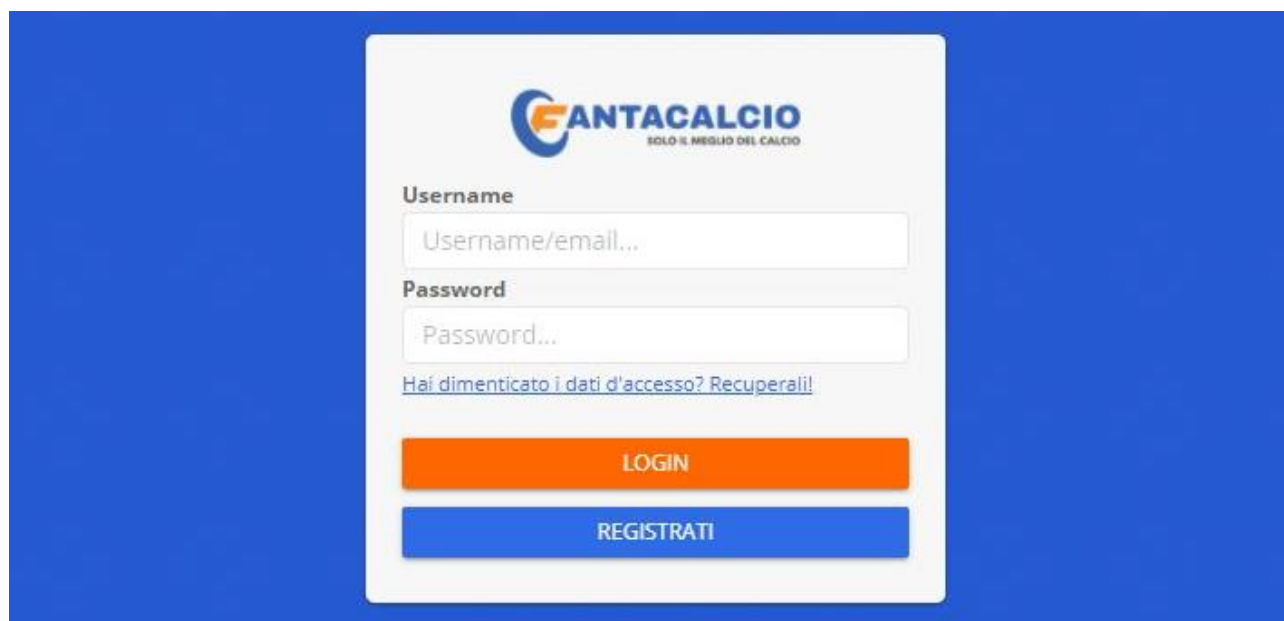 FANTACALCIO
SOLO IL MEGLIO DEL CALCIO
Username
Username/email...
Password
Password...
Hai dimenticato i dati d'accesso? Recuperali!
LOGIN
REGISTRATI